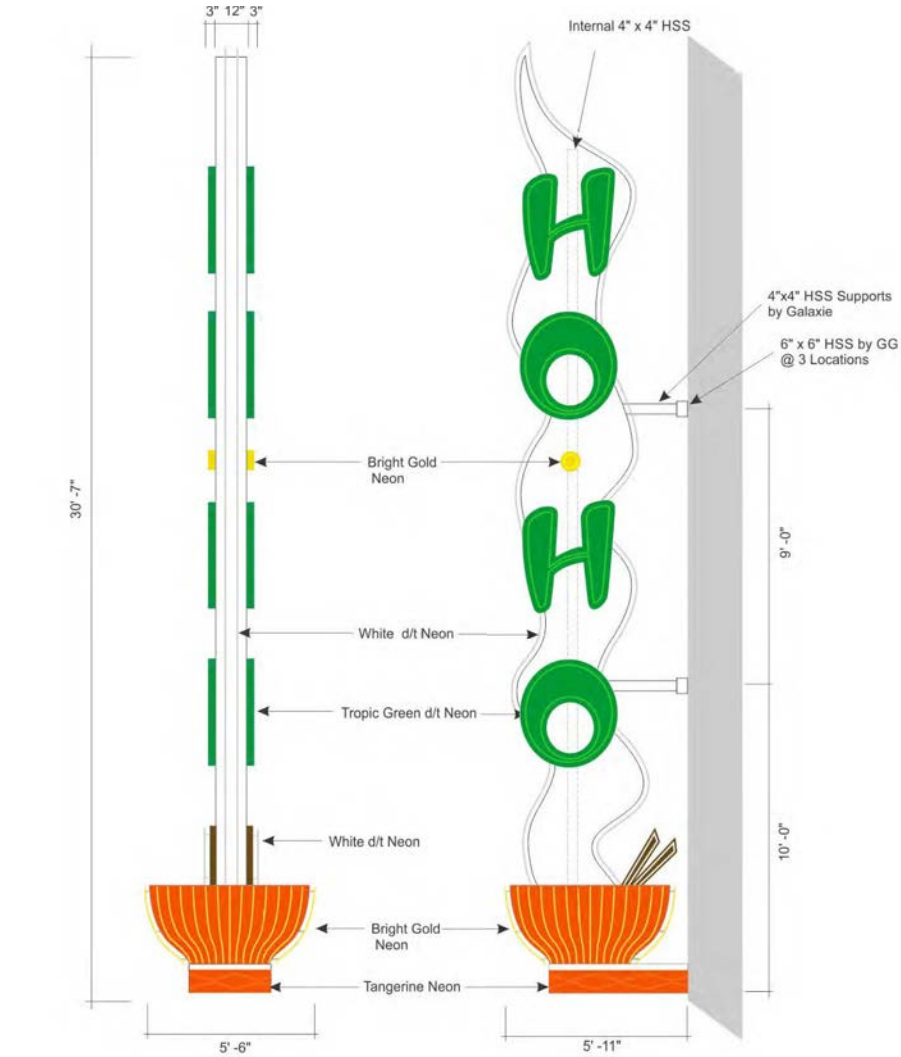 3" 12" 3"
Internal 4" x 4" HSS
4"x4" HSS Supports
by Galaxie
6" x 6" HSS by GG
@ 3 Locations
H
O
H
O
Bright Gold
Neon
30' -7"
9' -0"
White d/t Neon
Tropic Green d/t Neon
White d/t Neon
10' -0"
Bright Gold
Neon
Tangerine Neon
5' -6"
5' -11"